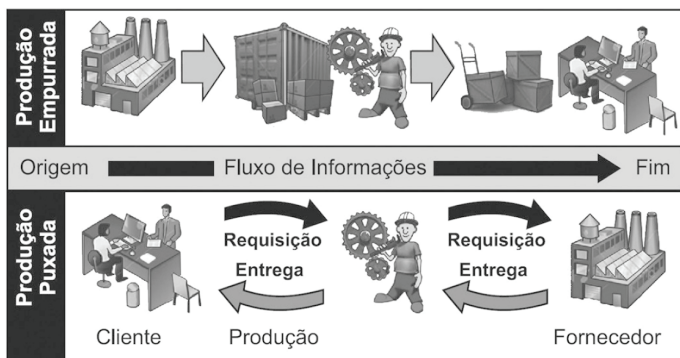 Produção
Empurrada
Origem Fluxo de Informações Fim
Produção
Puxada
Requisição Requisição
Entrega Entrega
Cliente Produção Fornecedor